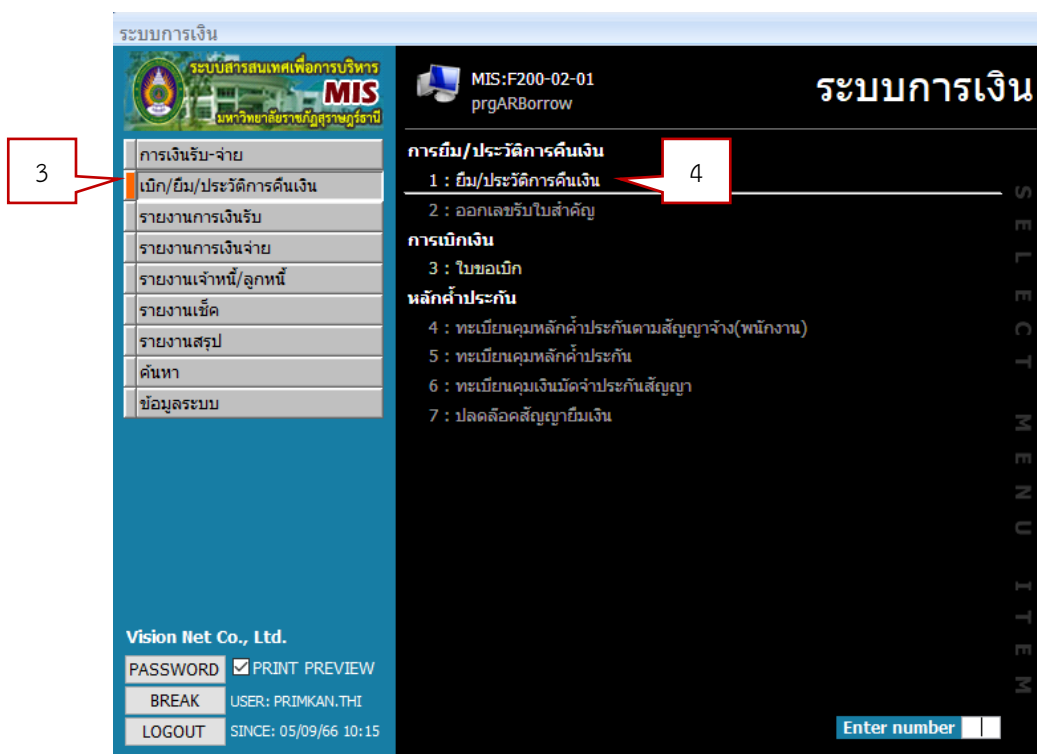 ระบบการเงิน
ระบบสารสนเทศเพื่อการบริหาร
MIS
มหาวิทยาลัยราชภัฏสุราษฎร์ธานี
MIS:F200-02-01
prgARBorrow
ระบบการเงิน
3
การเงินรับ-จ่าย
เบิก/ยืม/ประวัติการคืนเงิน
รายงานการเงินรับ
รายงานการเงินจ่าย
รายงานเจ้าหนี้/ลูกหนี้
รายงานเช็ค
รายงานสรุป
ค้นหา
ข้อมูลระบบ
การยืม/ประวัติการคืนเงิน
1 : ยืม/ประวัติการคืนเงิน
4
2 : ออกเลขรับใบสำคัญ
การเบิกเงิน
3 : ใบขอเบิก
หลักค้ำประกัน
4 : ทะเบียนคุมหลักค้ำประกันตามสัญญาจ้าง(พนักงาน)
5 : ทะเบียนคุมหลักค้ำประกัน
6 : ทะเบียนคุมเงินมัดจำประกันสัญญา
7 : ปลดล๊อคสัญญายืมเงิน
SELECT MENU ITEM
Vision Net Co., Ltd.
PASSWORD PRINT PREVIEW
BREAK USER: PRIMKAN.THI
LOGOUT SINCE: 05/09/66 10:15
Enter number